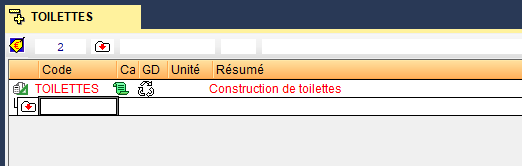 TOILETTES
2
Code Ca GD Unité Résumé
TOILETTES Construction de toilettes